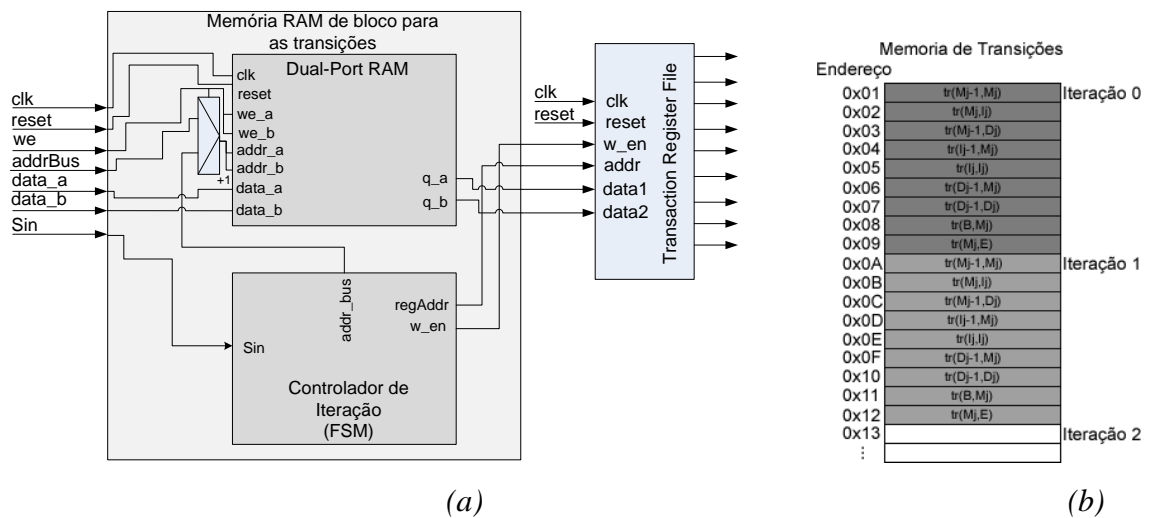 Memória RAM de bloco para
as transições
Dual-Port RAM
clk
reset
we_a
we_b
addr_a
addr_b
+1
data_a
data_b
q_a
q_b
clk
reset
we
addrBus
data_a
data_b
Sin
addr_bus
regAddr
w_en
Sin
Controlador de
Iteração
(FSM)
clk
reset
clk
reset
w_en
addr
data1
data2
Transaction Register File
(a)
Memoria de Transições
Endereço
0x01 tr(Mj-1,Mj) Iteração 0
0x02 tr(Mj,Ij)
0x03 tr(Mj-1,Dj)
0x04 tr(Ij-1,Mj)
0x05 tr(Ij,Ij)
0x06 tr(Dj-1,Mj)
0x07 tr(Dj-1,Dj)
0x08 tr(B,Mj)
0x09 tr(Mj,E)
0x0A tr(Mj-1,Mj) Iteração 1
0x0B tr(Mj,Ij)
0x0C tr(Mj-1,Dj)
0x0D tr(Ij-1,Mj)
0x0E tr(Ij,Ij)
0x0F tr(Dj-1,Mj)
0x10 tr(Dj-1,Dj)
0x11 tr(B,Mj)
0x12 tr(Mj,E)
0x13 Iteração 2
⋮
(b)